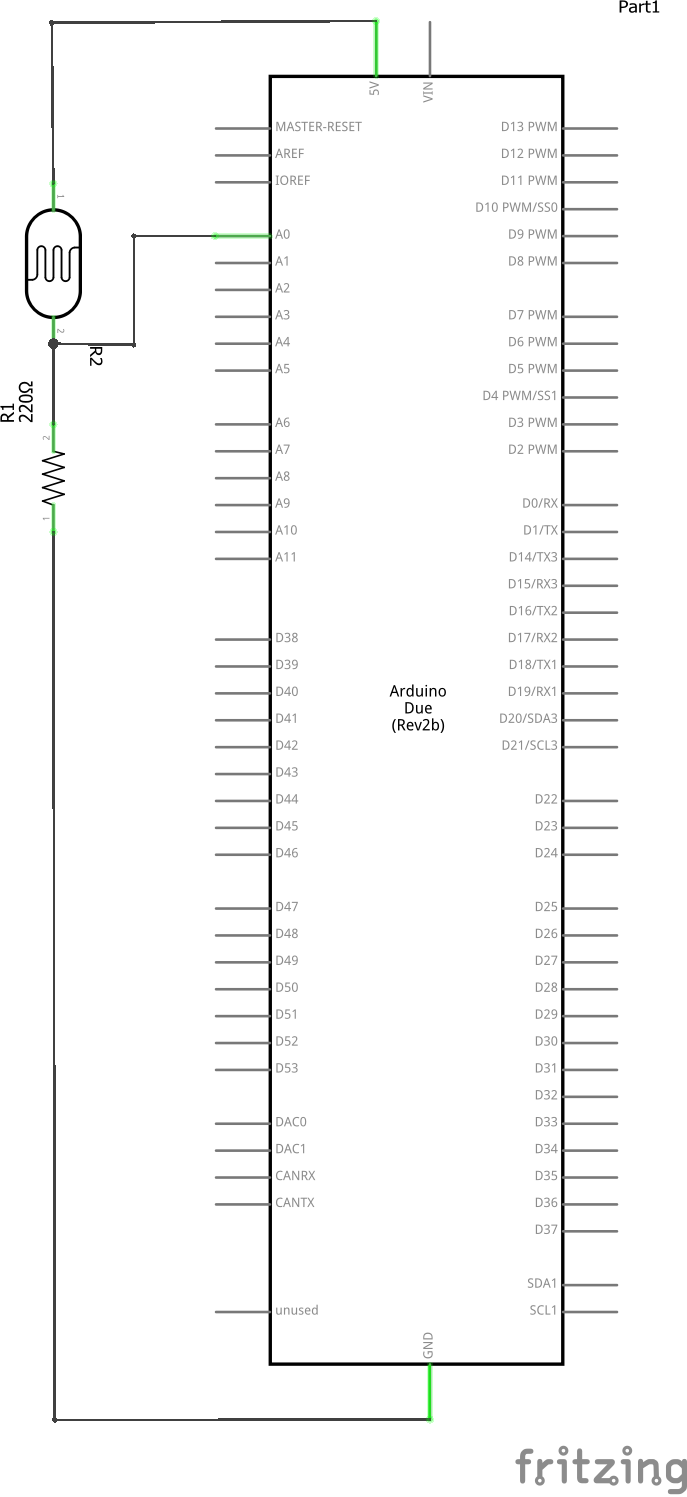 Part1
5V
VIN
MASTER-RESET
AREF
IOREF
A0
A1
A2
A3
A4
A5
A6
A7
A8
A9
A10
A11
D38
D39
D40
D41
D42
D43
D44
D45
D46
D47
D48
D49
D50
D51
D52
D53
DAC0
DAC1
CANRX
CANTX
unused
D13 PWM
D12 PWM
D11 PWM
D10 PWM/SS0
D9 PWM
D8 PWM
D7 PWM
D6 PWM
D5 PWM
D4 PWM/SS1
D3 PWM
D2 PWM
D0/RX
D1/TX
D14/TX3
D15/RX3
D16/TX2
D17/RX2
D18/TX1
D19/RX1
D20/SDA3
D21/SCL3
D22
D23
D24
D25
D26
D27
D28
D29
D30
D31
D32
D33
D34
D35
D36
D37
SDA1
SCL1
Arduino
Due
(Rev2b)
GND
1
2
R2
R1
220Ω
2
1
fritzing